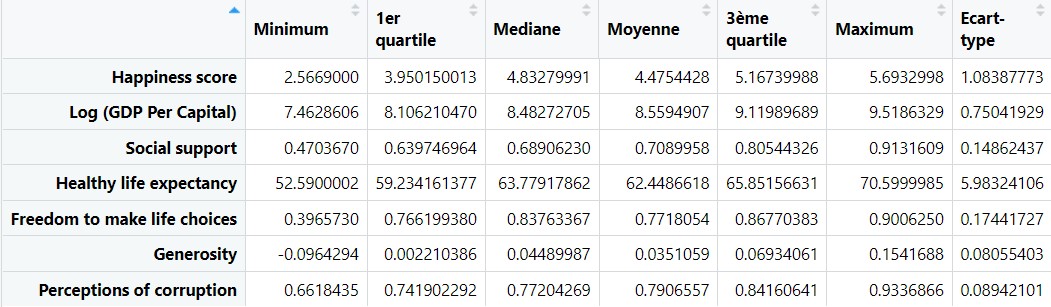 Minimum 1er quartile Mediane Moyenne 3ème quartile Maximum Ecart-type
Happiness score 2.5669000 3.950150013 4.83279991 4.4754428 5.16739988 5.6932998 1.08387773
Log (GDP Per Capital) 7.4628606 8.106210470 8.48272705 8.5594907 9.11989689 9.5186329 0.75041929
Social support 0.4703670 0.639746964 0.68906230 0.7089958 0.80544326 0.9131609 0.14862437
Healthy life expectancy 52.5900002 59.234161377 63.77917862 62.4486618 65.85156631 70.5999985 5.98324106
Freedom to make life choices 0.3965730 0.766199380 0.83763367 0.7718054 0.86770383 0.9006250 0.17441727
Generosity -0.0964294 0.002210386 0.04489987 0.0351059 0.06934061 0.1541688 0.08055403
Perceptions of corruption 0.6618435 0.741902292 0.77204269 0.7906557 0.84160641 0.9336866 0.08942101